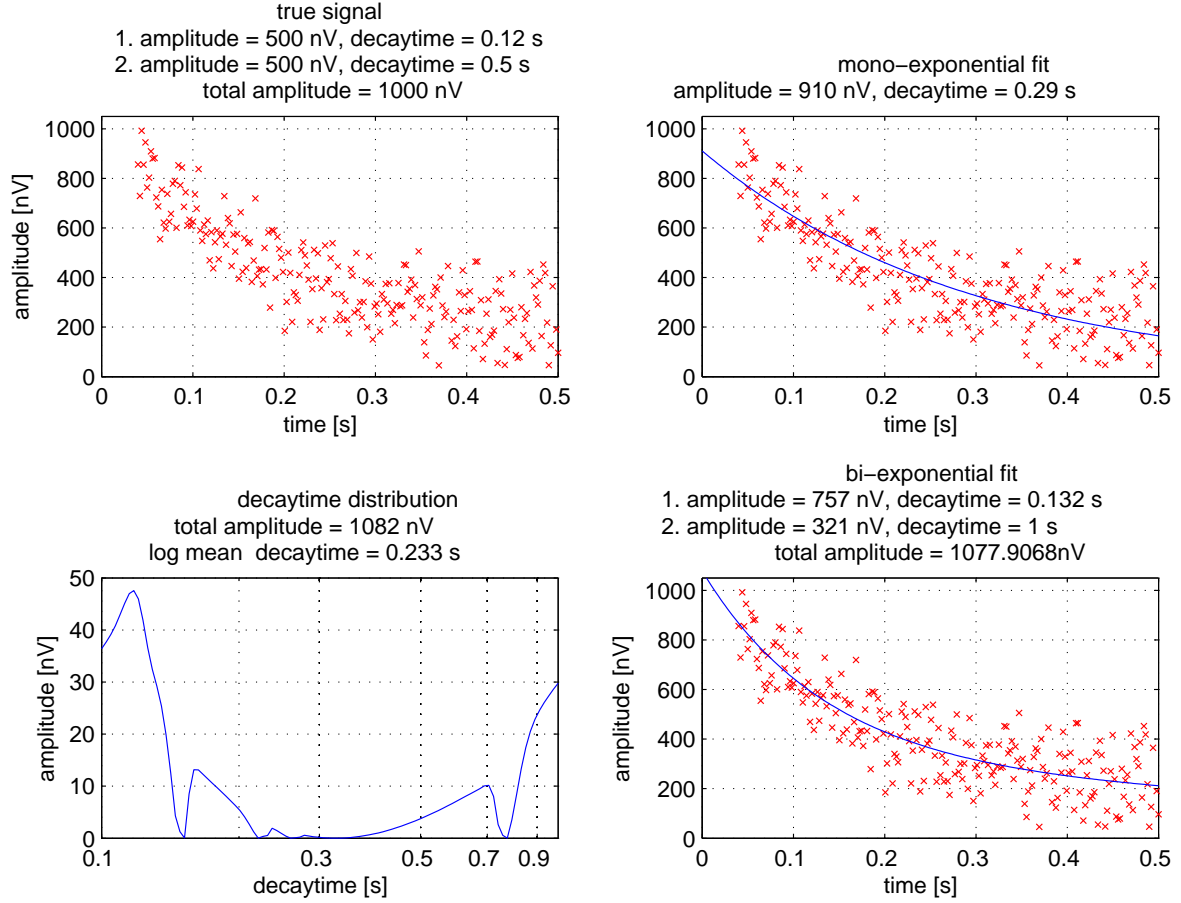 true signal
1. amplitude = 500 nV, decaytime = 0.12 s
2. amplitude = 500 nV, decaytime = 0.5 s
total amplitude = 1000 nV
1000
800
600
400
200
0
amplitude [nV]
0
0.1
0.2
0.3
0.4
0.5
time [s]
mono−exponential fit
amplitude = 910 nV, decaytime = 0.29 s
1000
800
600
400
200
0
0
0.1
0.2
0.3
0.4
0.5
time [s]
decaytime distribution
total amplitude = 1082 nV
log mean decaytime = 0.233 s
50
40
30
20
10
0
amplitude [nV]
0.1
0.3
0.5
0.7
0.9
decaytime [s]
bi−exponential fit
1. amplitude = 757 nV, decaytime = 0.132 s
2. amplitude = 321 nV, decaytime = 1 s
total amplitude = 1077.9068nV
1000
800
600
400
200
0
amplitude [nV]
0
0.1
0.2
0.3
0.4
0.5
time [s]